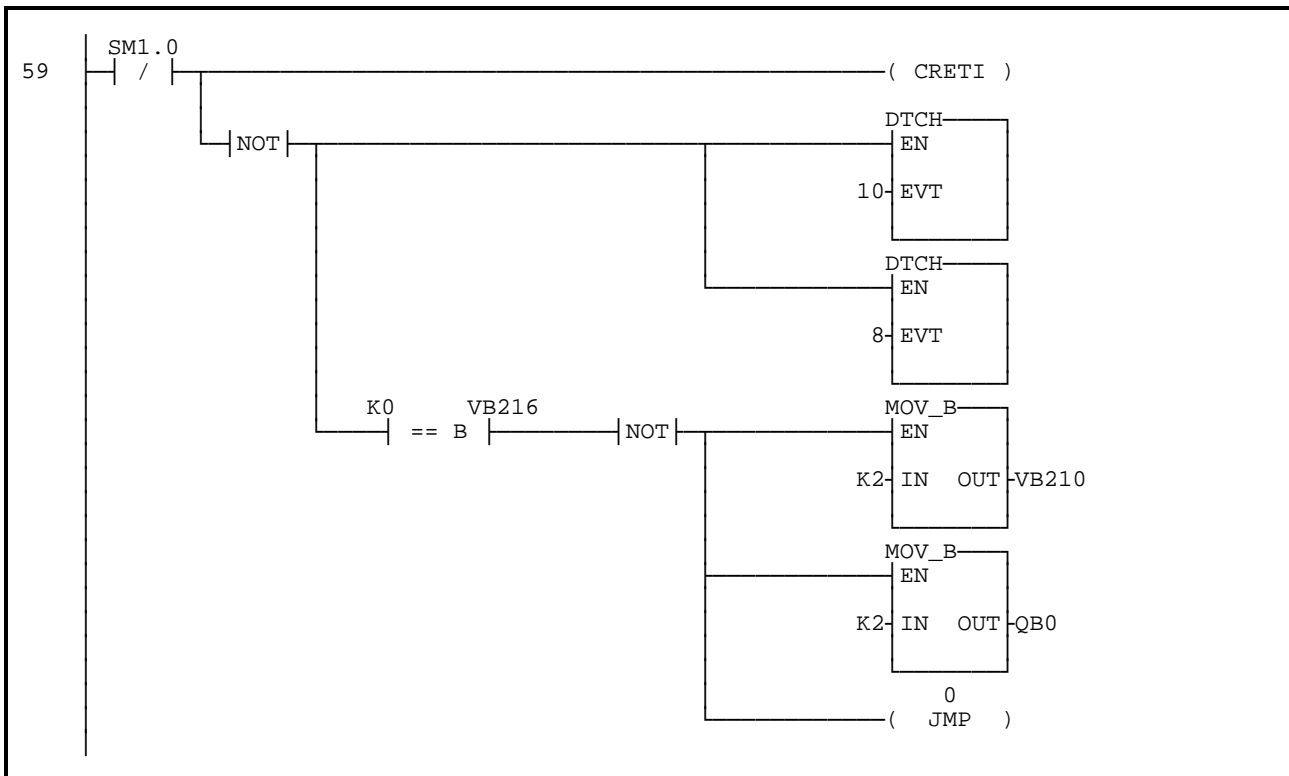 SM1.0
59 / ( CRETI )
DTCH
NOT EN
10 EVT
DTCH
EN
8 EVT
K0 VB216 MOV_B
== B NOT EN
K2 IN OUT VB210
MOV_B
EN
K2 IN OUT QB0
0
( JMP )